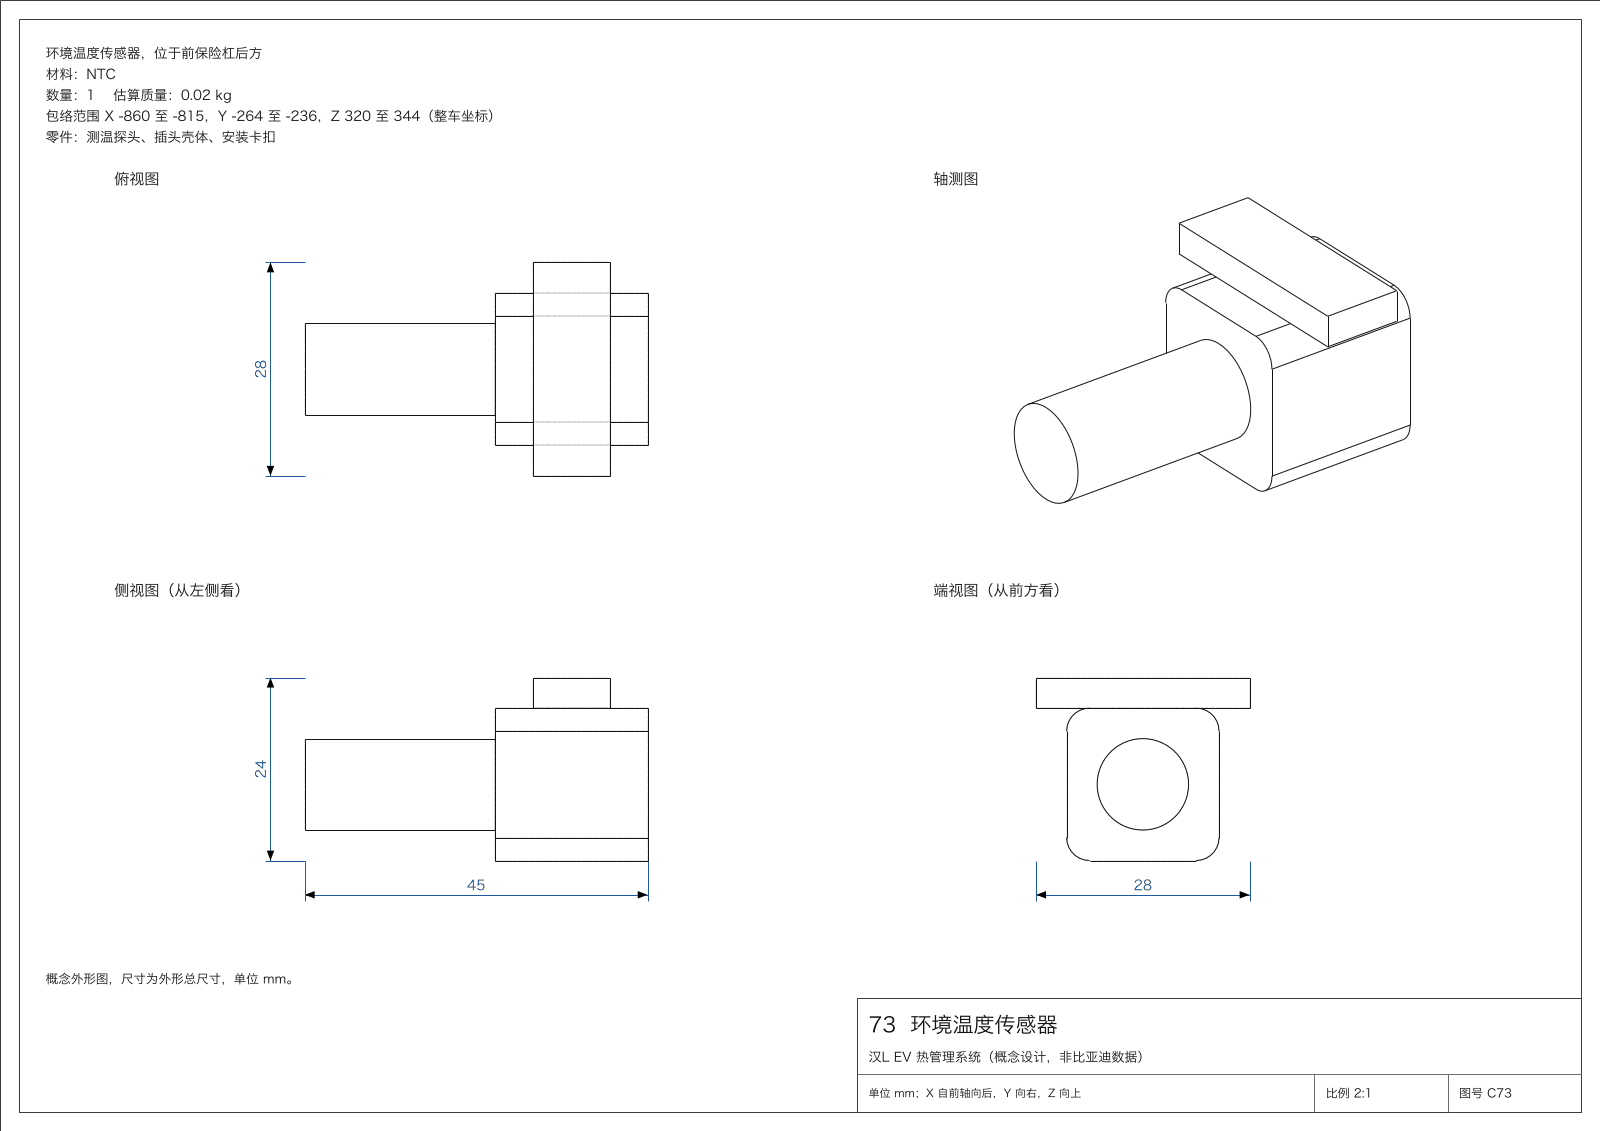 环境温度传感器，位于前保险杠后方
材料：NTC
数量：1　估算质量：0.02 kg
包络范围 X -860 至 -815，Y -264 至 -236，Z 320 至 344（整车坐标）
零件：测温探头、插头壳体、安装卡扣
俯视图
轴测图
28
侧视图（从左侧看）
端视图（从前方看）
24
45
28
概念外形图，尺寸为外形总尺寸，单位 mm。
73 环境温度传感器
汉L EV 热管理系统（概念设计，非比亚迪数据）
单位 mm；X 自前轴向后，Y 向右，Z 向上
比例 2:1
图号 C73